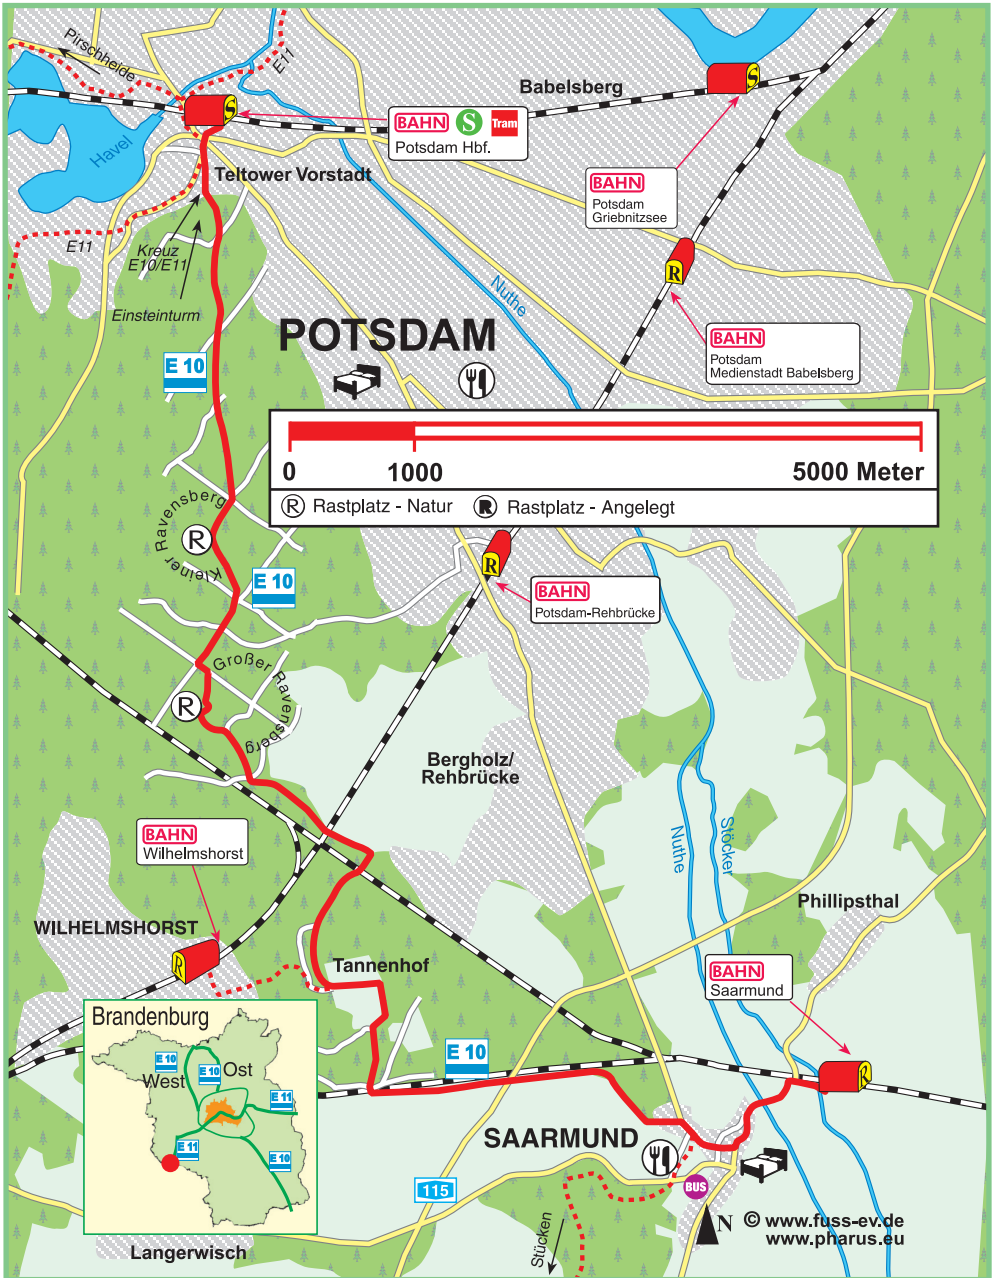 Pirschheide
E11
Havel
S
BAHN S Tram
Potsdam Hbf.
Babelsberg
S
BAHN
Potsdam
Griebnitzsee
Teltower Vorstadt
E11
Kreuz
E10/E11
Einsteinturm
Nuthe
R
BAHN
Potsdam
Medienstadt Babelsberg
POTSDAM
E 10
0 1000 5000 Meter
R Rastplatz - Natur R Rastplatz - Angelegt
Kleiner Ravensberg
R
E 10
R
BAHN
Potsdam-Rehbrücke
Großer Ravensberg
R
Bergholz/
Rehbrücke
BAHN
Wilhelmshorst
Nuthe
Stöcker
Phillipsthal
WILHELMSHORST
R
Tannenhof
BAHN
Saarmund
R
E 10
Brandenburg
E 10
West
E 10
Ost
E 11
E 11
E 10
SAARMUND
115
BUS
Stücken
N
© www.fuss-ev.de
www.pharus.eu
Langerwisch